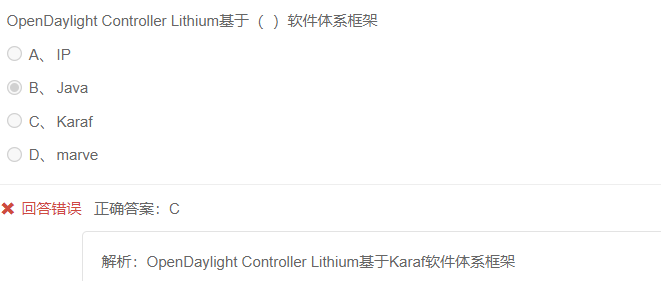 OpenDaylight Controller Lithium基于（ ）软件体系框架
A、 IP
B、 Java
C、 Karaf
D、 marve
回答错误 正确答案：C
解析：OpenDaylight Controller Lithium基于Karaf软件体系框架